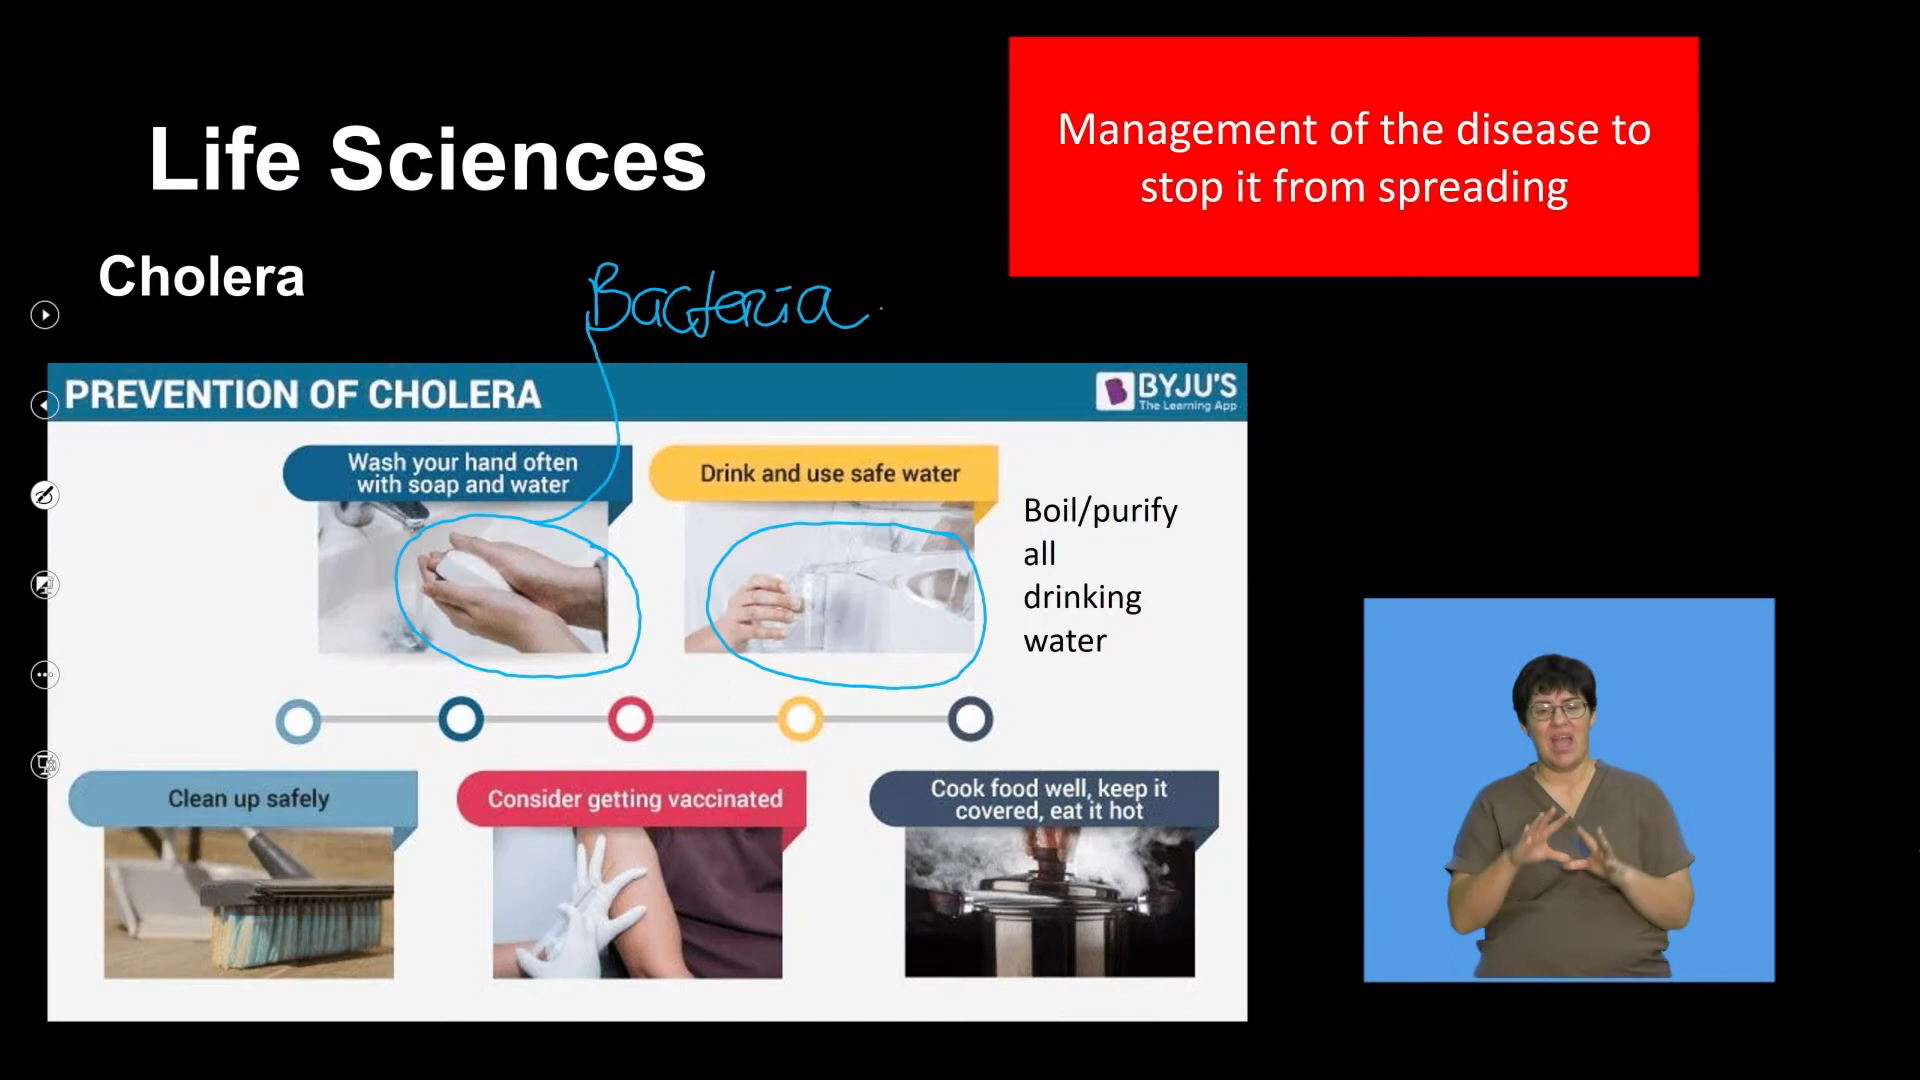 Life Sciences
Management of the disease to
stop it from spreading
Cholera
Bacteria.
PREVENTION OF CHOLERA
BYJU'S
The Learning App
Wash your hand often
with soap and water
Drink and use safe water
Boil/purify
all
drinking
water
Clean up safely
Consider getting vaccinated
Cook food well, keep it
covered, eat it hot